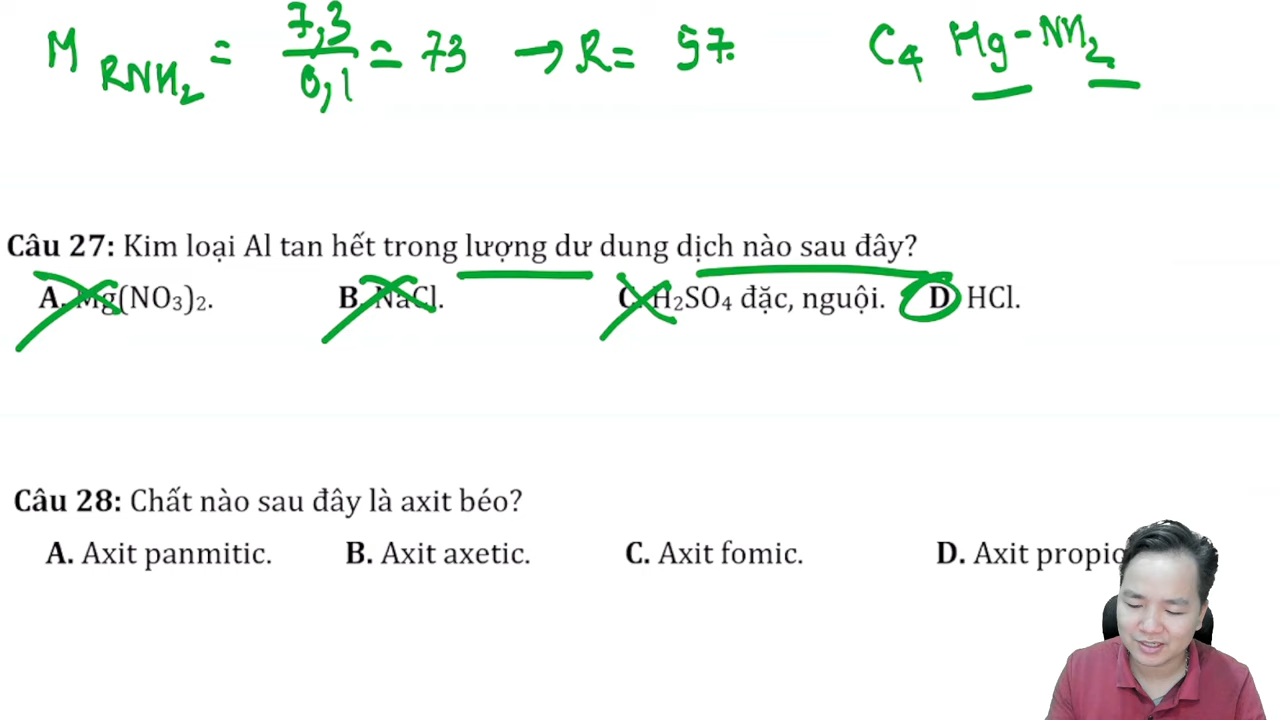 M RNH2 = 7,3/0,1 = 73 → R = 57. C4 H9-NH2
Câu 27: Kim loại Al tan hết trong lượng dư dung dịch nào sau đây?
A. Mg(NO₃)₂. B. NaCl. C. H₂SO₄ đặc, nguội. D HCl.
Câu 28: Chất nào sau đây là axit béo?
A. Axit panmitic. B. Axit axetic. C. Axit fomic. D. Axit propio